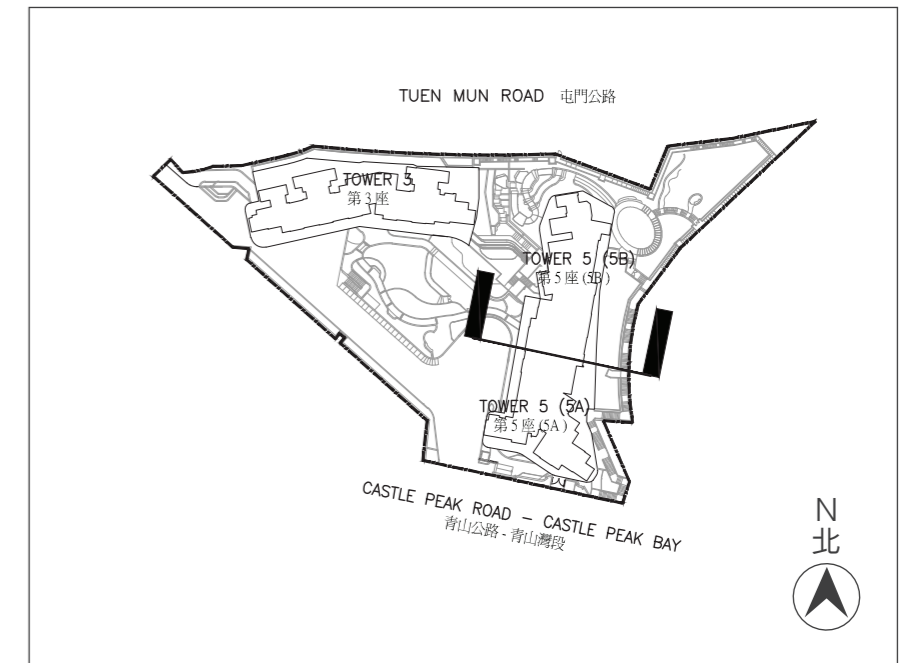 TUEN MUN ROAD 屯門公路
TOWER 3
第3座
TOWER 5 (5B)
第5座(5B)
TOWER 5 (5A)
第5座(5A)
CASTLE PEAK ROAD – CASTLE PEAK BAY
青山公路 - 青山灣段
N
北